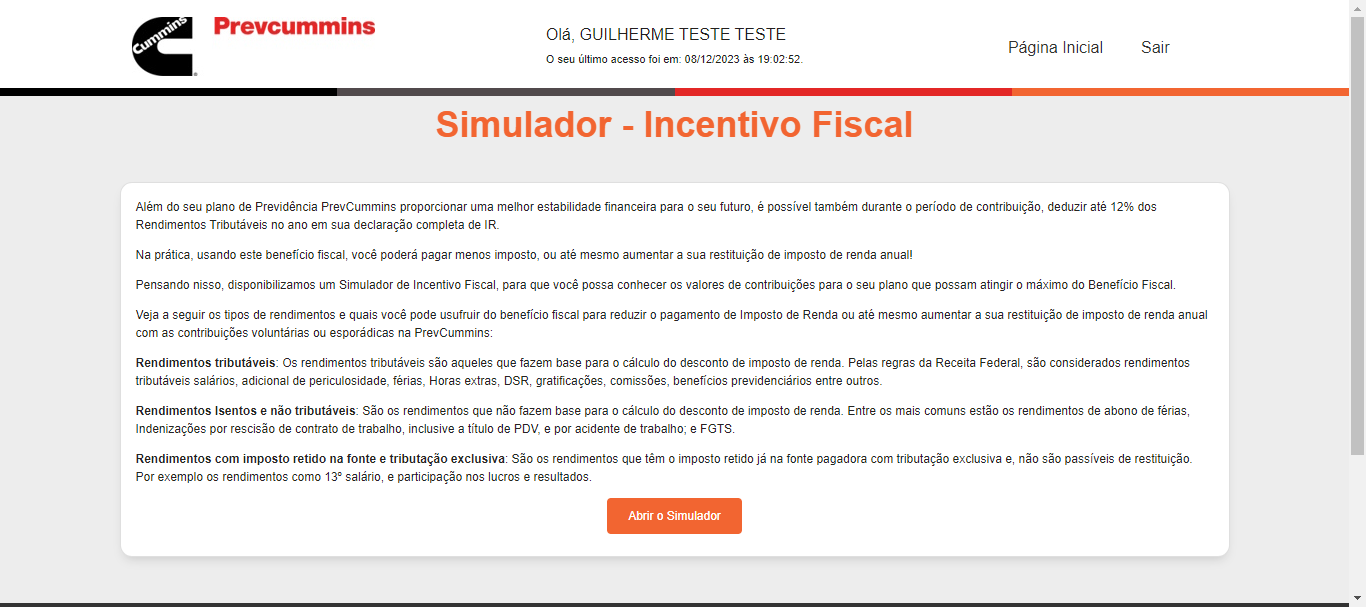 Cummins
Prevcummins
Olá, GUILHERME TESTE TESTE
O seu último acesso foi em: 08/12/2023 às 19:02:52.
Página Inicial
Sair
Simulador - Incentivo Fiscal
Além do seu plano de Previdência PrevCummins proporcionar uma melhor estabilidade financeira para o seu futuro, é possível também durante o período de contribuição, deduzir até 12% dos
Rendimentos Tributáveis no ano em sua declaração completa de IR.
Na prática, usando este benefício fiscal, você poderá pagar menos imposto, ou até mesmo aumentar a sua restituição de imposto de renda anual!
Pensando nisso, disponibilizamos um Simulador de Incentivo Fiscal, para que você possa conhecer os valores de contribuições para o seu plano que possam atingir o máximo do Benefício Fiscal.
Veja a seguir os tipos de rendimentos e quais você pode usufruir do benefício fiscal para reduzir o pagamento de Imposto de Renda ou até mesmo aumentar a sua restituição de imposto de renda anual
com as contribuições voluntárias ou esporádicas na PrevCummins:
Rendimentos tributáveis: Os rendimentos tributáveis são aqueles que fazem base para o cálculo do desconto de imposto de renda. Pelas regras da Receita Federal, são considerados rendimentos
tributáveis salários, adicional de periculosidade, férias, Horas extras, DSR, gratificações, comissões, benefícios previdenciários entre outros.
Rendimentos Isentos e não tributáveis: São os rendimentos que não fazem base para o cálculo do desconto de imposto de renda. Entre os mais comuns estão os rendimentos de abono de férias,
Indenizações por rescisão de contrato de trabalho, inclusive a título de PDV, e por acidente de trabalho; e FGTS.
Rendimentos com imposto retido na fonte e tributação exclusiva: São os rendimentos que têm o imposto retido já na fonte pagadora com tributação exclusiva e, não são passíveis de restituição.
Por exemplo os rendimentos como 13º salário, e participação nos lucros e resultados.
Abrir o Simulador